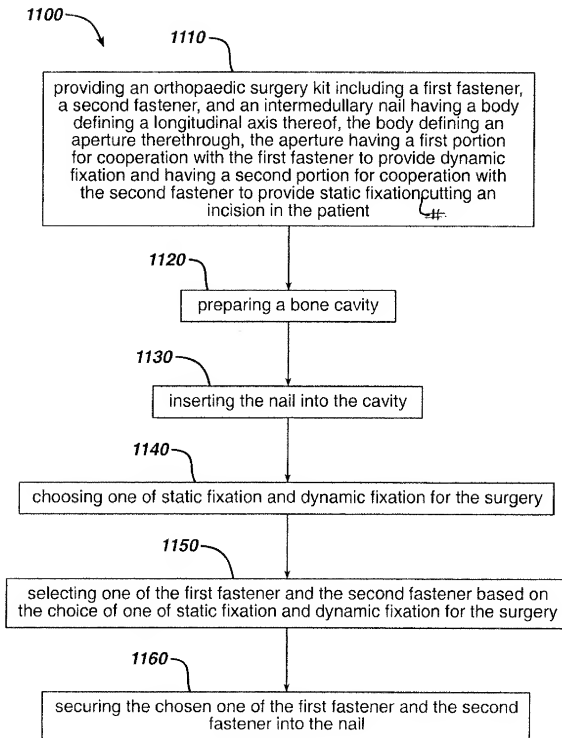 1100
1110
providing an orthopaedic surgery kit including a first fastener,
a second fastener, and an intermedullary nail having a body
defining a longitudinal axis thereof, the body defining an
aperture therethrough, the aperture having a first portion
for cooperation with the first fastener to provide dynamic
fixation and having a second portion for cooperation with
the second fastener to provide static fixationcutting an
incision in the patient #
1120
preparing a bone cavity
1130
inserting the nail into the cavity
1140
choosing one of static fixation and dynamic fixation for the surgery
1150
selecting one of the first fastener and the second fastener based on
the choice of one of static fixation and dynamic fixation for the surgery
1160
securing the chosen one of the first fastener and the second
fastener into the nail